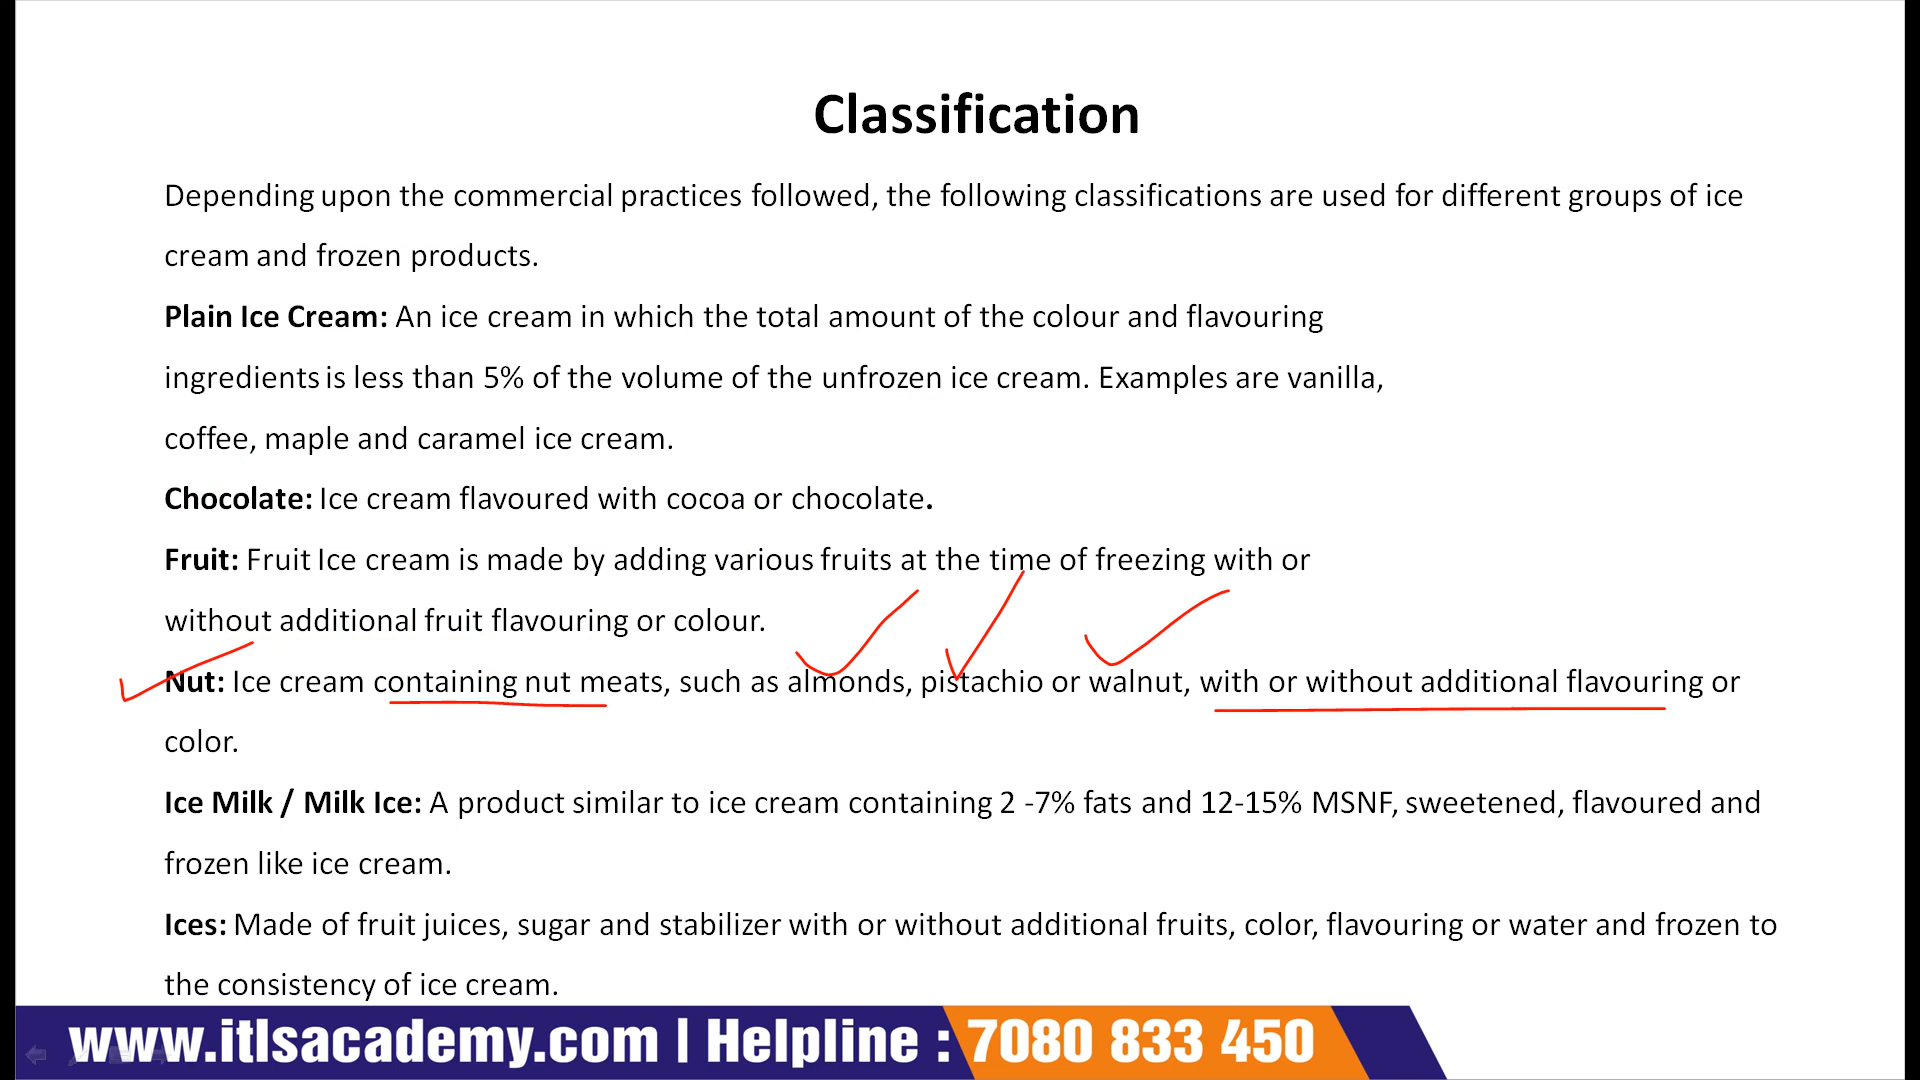 Classification
Depending upon the commercial practices followed, the following classifications are used for different groups of ice
cream and frozen products.
Plain Ice Cream: An ice cream in which the total amount of the colour and flavouring
ingredients is less than 5% of the volume of the unfrozen ice cream. Examples are vanilla,
coffee, maple and caramel ice cream.
Chocolate: Ice cream flavoured with cocoa or chocolate.
Fruit: Fruit Ice cream is made by adding various fruits at the time of freezing with or
without additional fruit flavouring or colour.
Nut: Ice cream containing nut meats, such as almonds, pistachio or walnut, with or without additional flavouring or
color.
Ice Milk / Milk Ice: A product similar to ice cream containing 2 -7% fats and 12-15% MSNF, sweetened, flavoured and
frozen like ice cream.
Ices: Made of fruit juices, sugar and stabilizer with or without additional fruits, color, flavouring or water and frozen to
the consistency of ice cream.
www.itlsacademy.com | Helpline : 7080 833 450